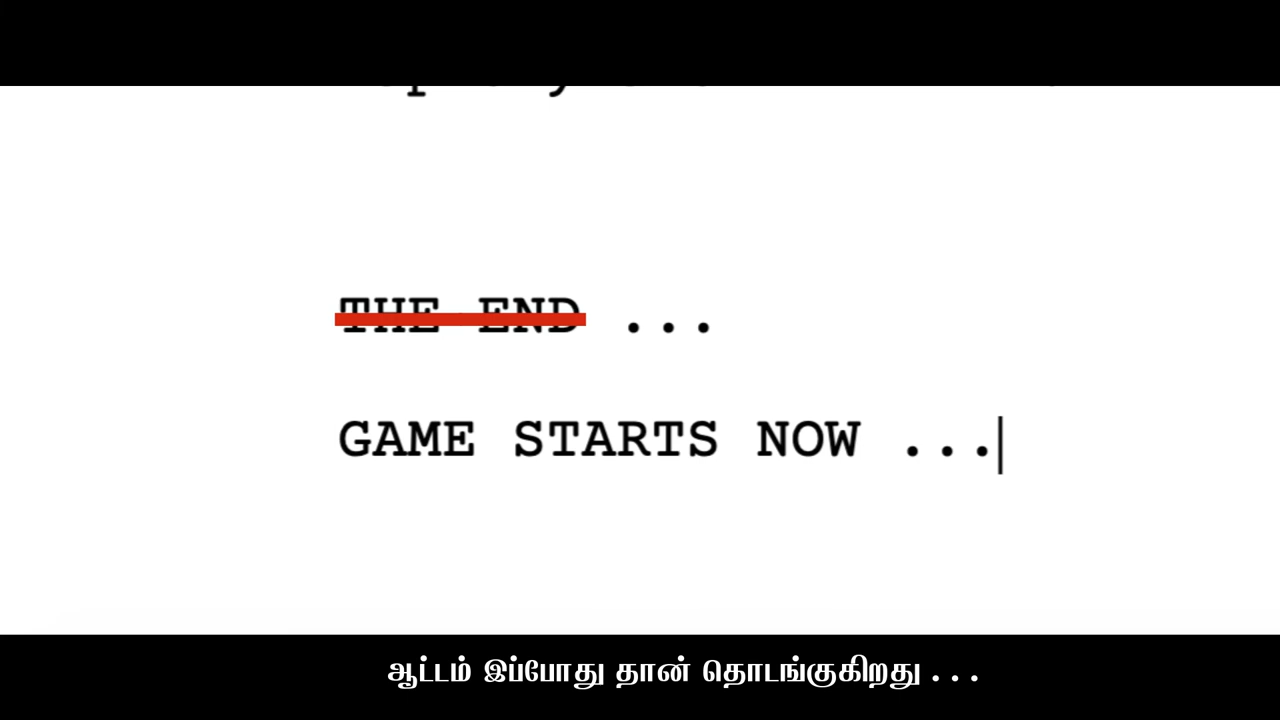 THE END ...
GAME STARTS NOW ...
ஆட்டம் இப்போது தான் தொடங்குகிறது ...